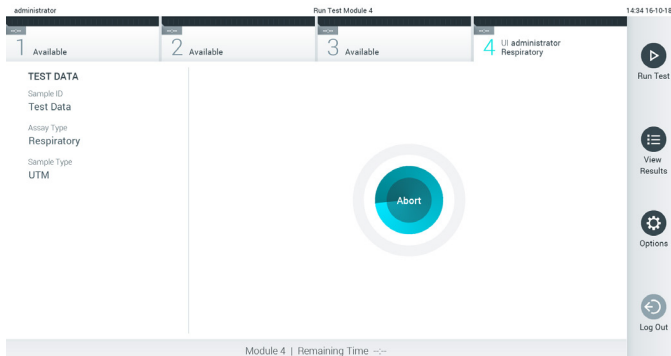 administrator
Run Test Module 4
14:34 16-10-18
--:--
1 Available
--:--
2 Available
--:--
3 Available
--:--
4 UI administrator
Respiratory
TEST DATA
Sample ID
Test Data
Assay Type
Respiratory
Sample Type
UTM
Abort
Run Test
View
Results
Options
Log Out
Module 4 | Remaining Time --:--